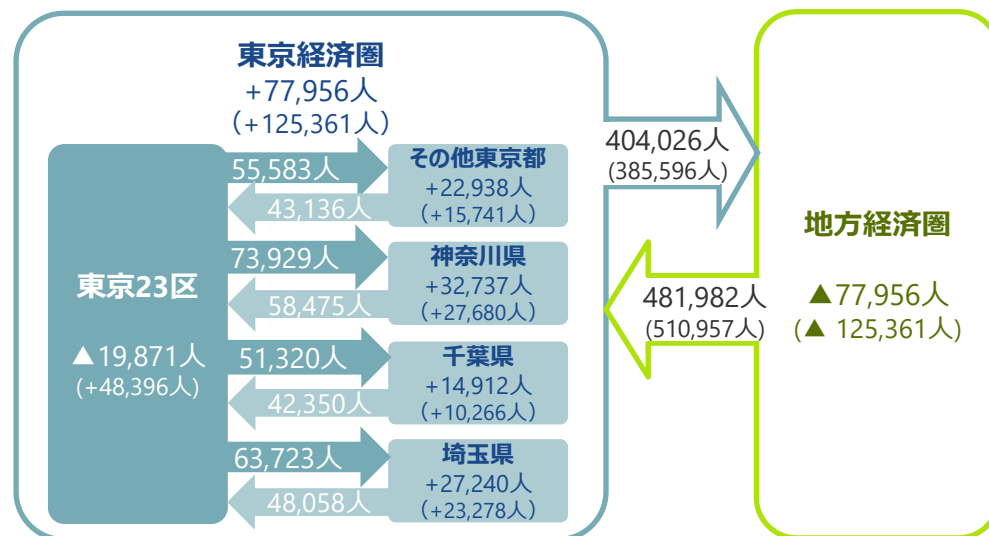 東京経済圏
+77,956人
(+125,361人)
東京23区
▲19,871人
(+48,396人)
55,583人
43,136人
その他東京都
+22,938人
(+15,741人)
73,929人
58,475人
神奈川県
+32,737人
(+27,680人)
51,320人
42,350人
千葉県
+14,912人
(+10,266人)
63,723人
48,058人
埼玉県
+27,240人
(+23,278人)
404,026人
(385,596人)
481,982人
(510,957人)
地方経済圏
▲77,956人
(▲ 125,361人)